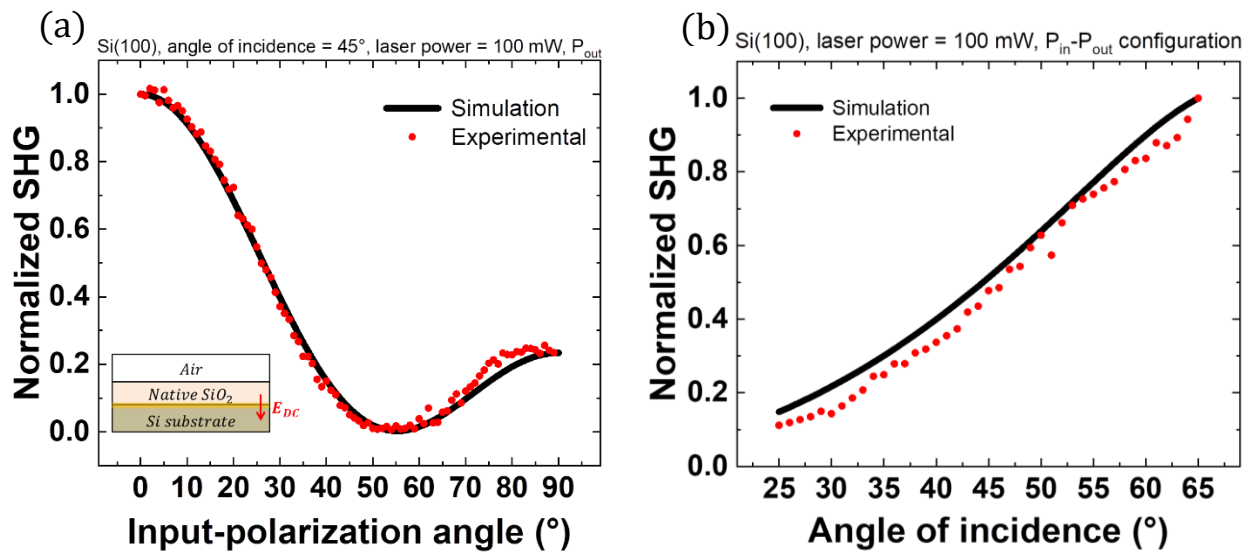 (a)
Si(100), angle of incidence = 45°, laser power = 100 mW, Pout
Normalized SHG
1.0
0.8
0.6
0.4
0.2
0.0
Simulation
Experimental
Air
Native SiO2
EDC
Si substrate
0 10 20 30 40 50 60 70 80 90
Input-polarization angle (°)
(b)
Si(100), laser power = 100 mW, Pin-Pout configuration
Normalized SHG
1.0
0.8
0.6
0.4
0.2
0.0
Simulation
Experimental
25 30 35 40 45 50 55 60 65
Angle of incidence (°)